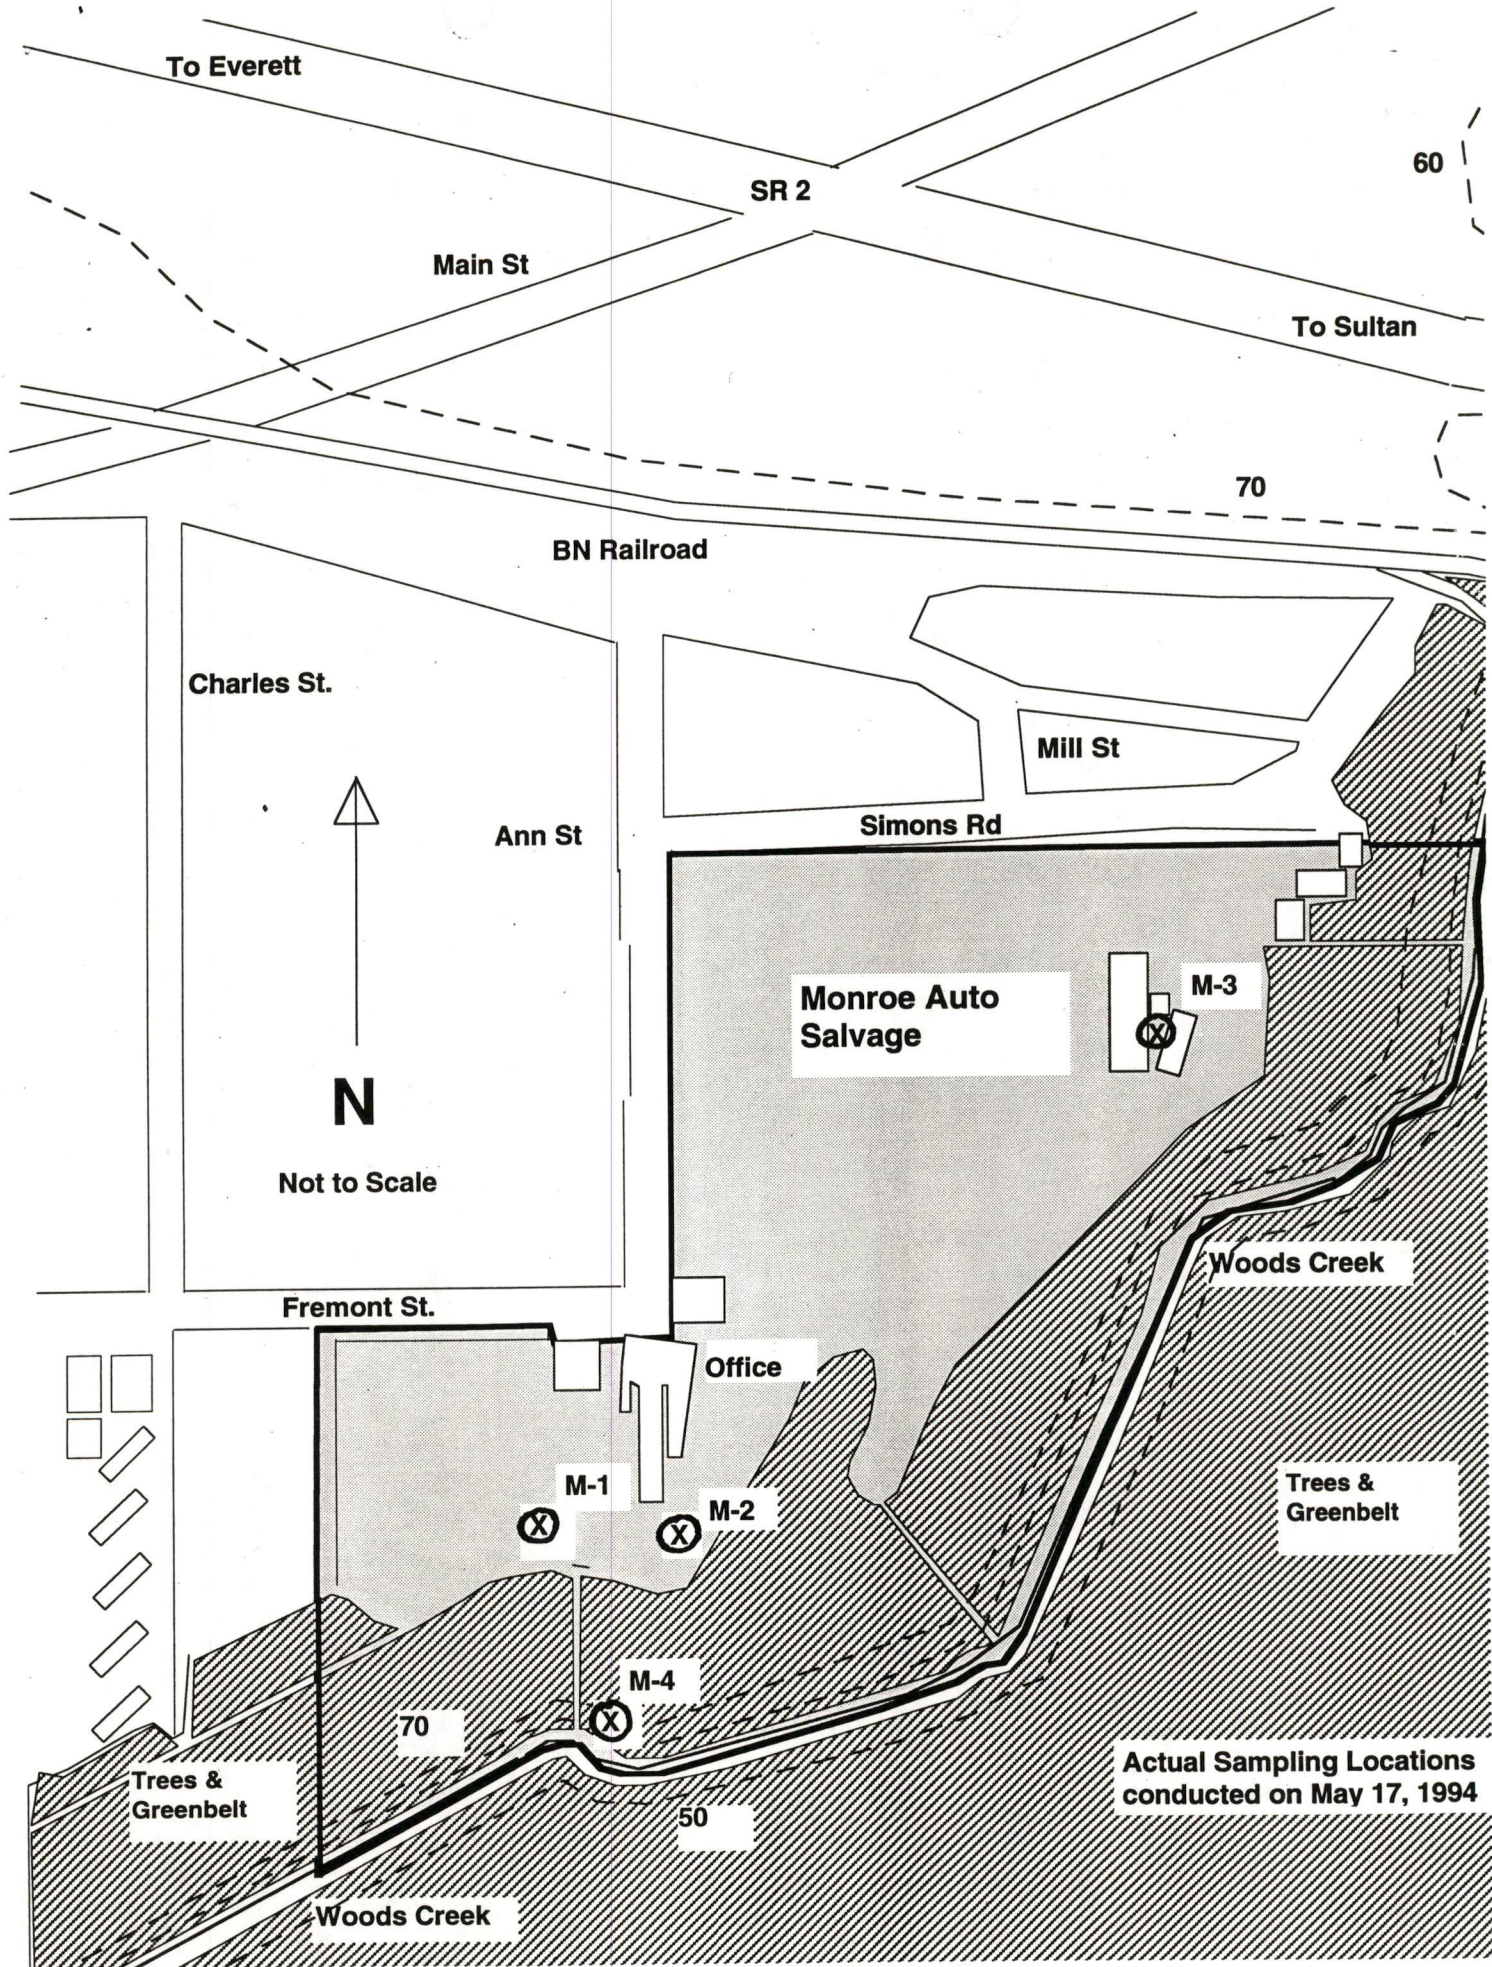 To Everett
60
SR 2
Main St
To Sultan
70
BN Railroad
Charles St.
Mill St
Simons Rd
Ann St
M-3
Monroe Auto
Salvage
X
N
Not to Scale
Woods Creek
Fremont St.
Office
M-1
Trees &
Greenbelt
M-2
X
X
M-4
X
70
Actual Sampling Locations
conducted on May 17, 1994
Trees &
Greenbelt
50
Woods Creek